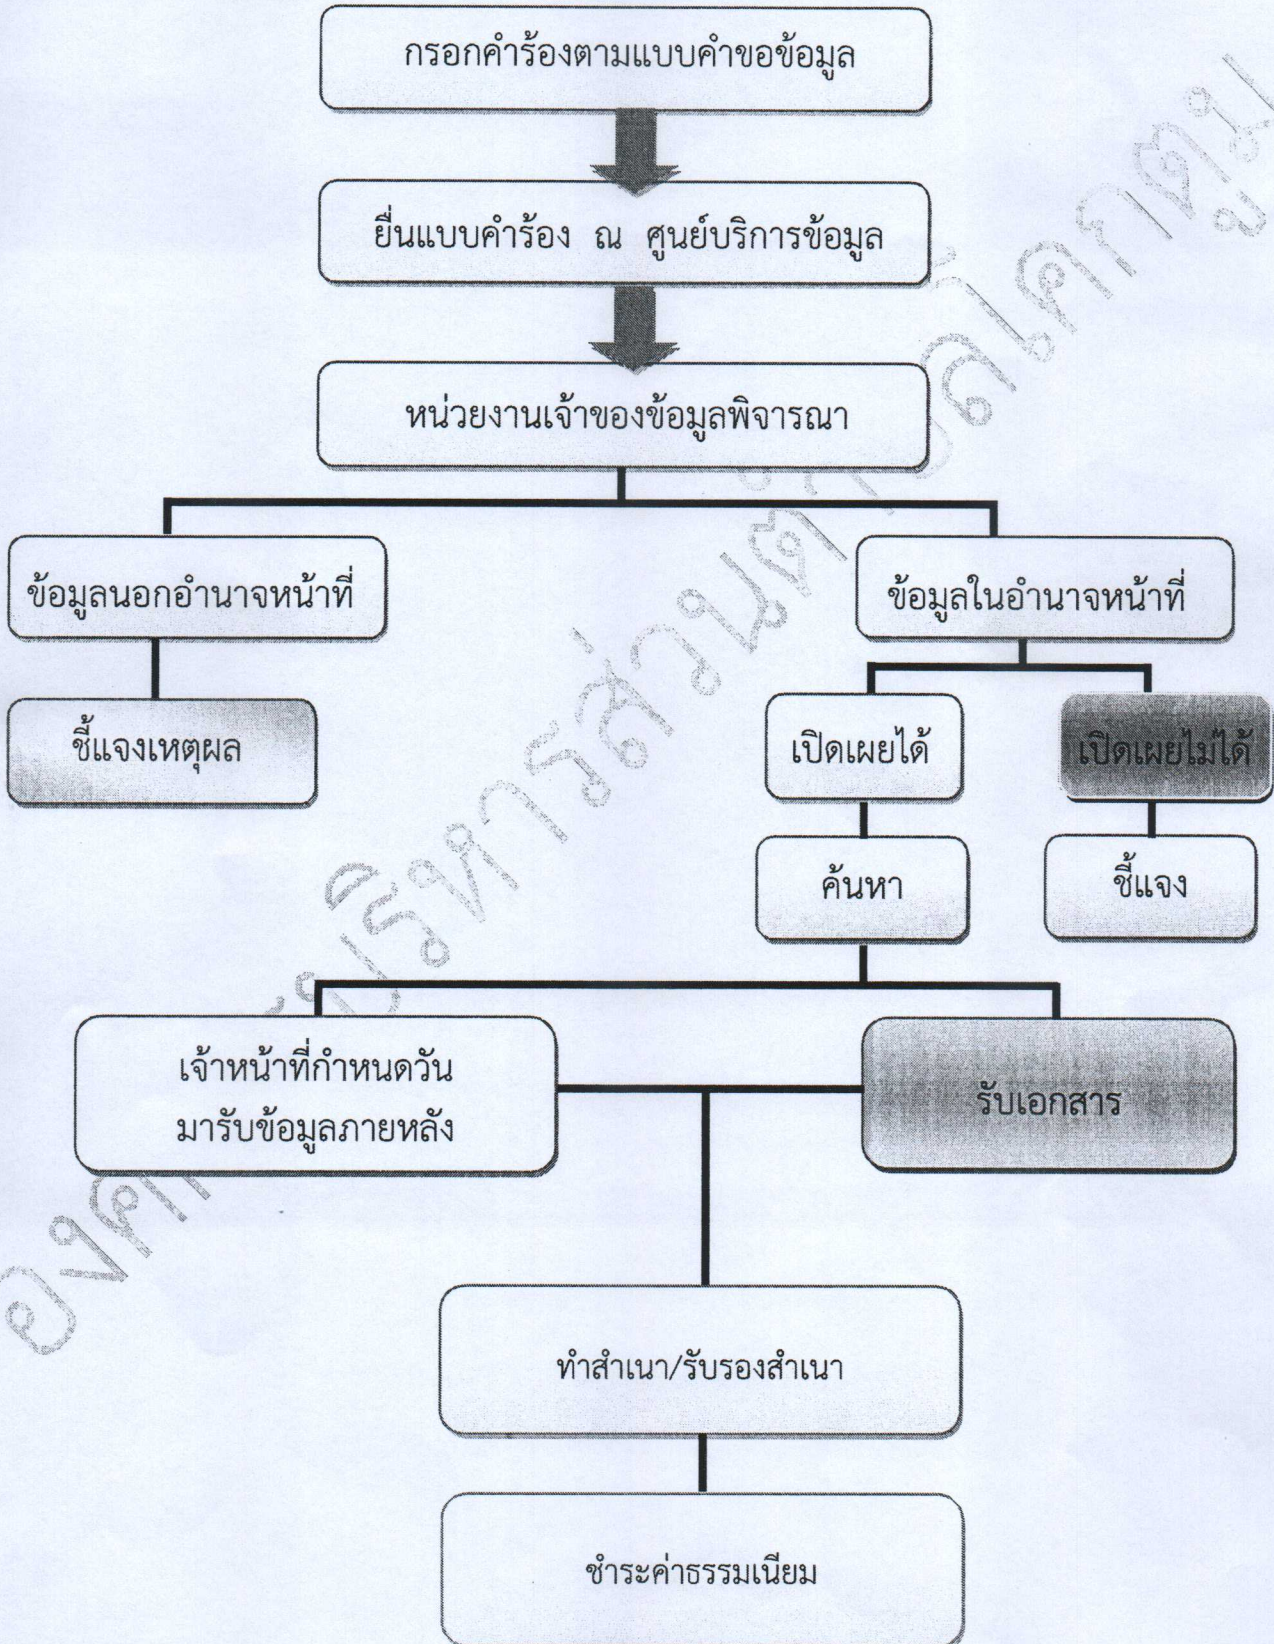 กรอกคำร้องตามแบบคำขอข้อมูล
ยื่นแบบคำร้อง ณ ศูนย์บริการข้อมูล
หน่วยงานเจ้าของข้อมูลพิจารณา
ข้อมูลนอกอำนาจหน้าที่
ข้อมูลในอำนาจหน้าที่
ชี้แจงเหตุผล
เปิดเผยได้
เปิดเผยไม่ได้
ค้นหา
ชี้แจง
เจ้าหน้าที่กำหนดวัน
มารับข้อมูลภายหลัง
รับเอกสาร
ทำสำเนา/รับรองสำเนา
ชำระค่าธรรมเนียม